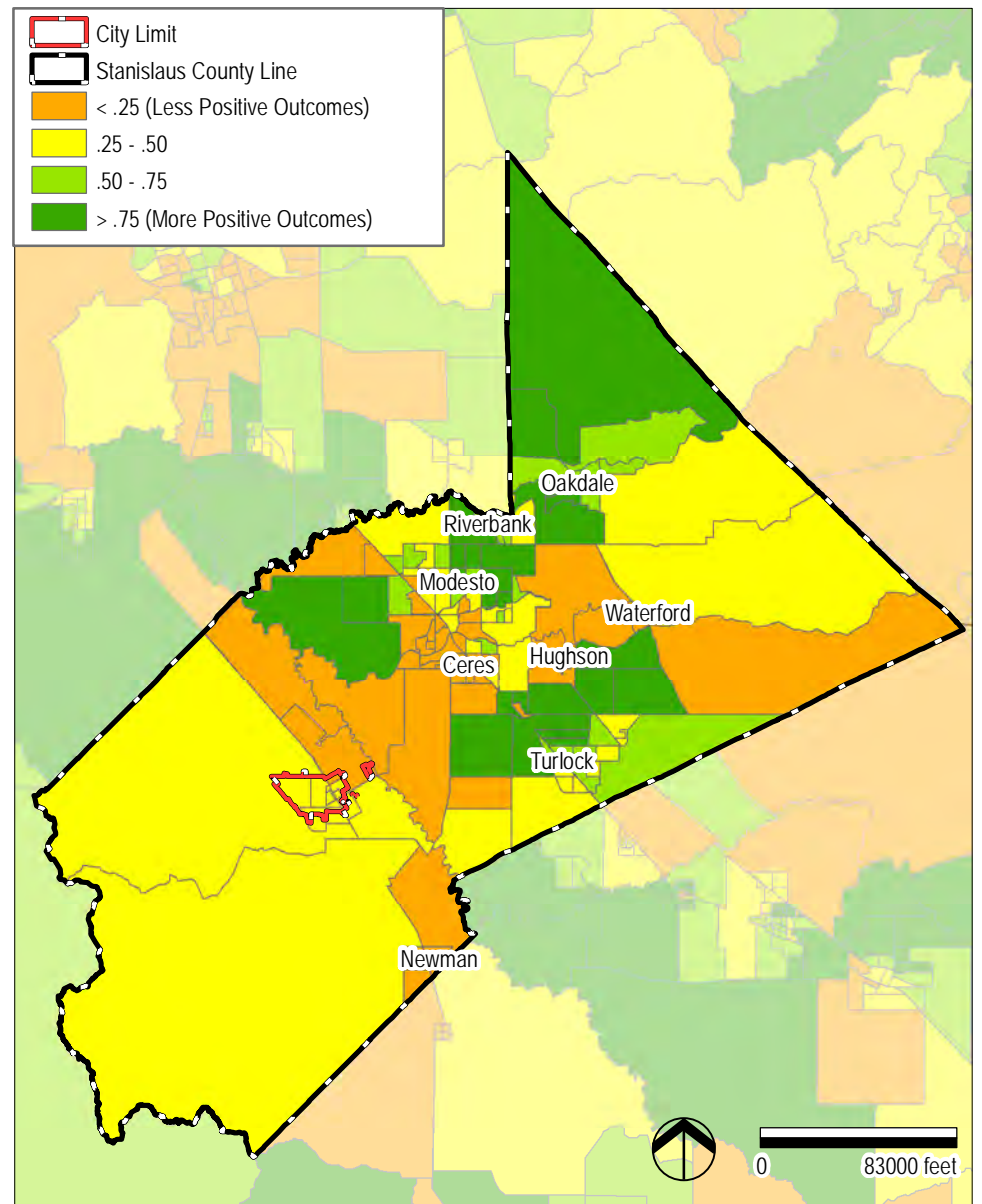 City Limit
Stanislaus County Line
< .25 (Less Positive Outcomes)
.25 - .50
.50 - .75
> .75 (More Positive Outcomes)
Oakdale
Riverbank
Modesto
Waterford
Ceres
Hughson
Turlock
Newman
0
83000 feet